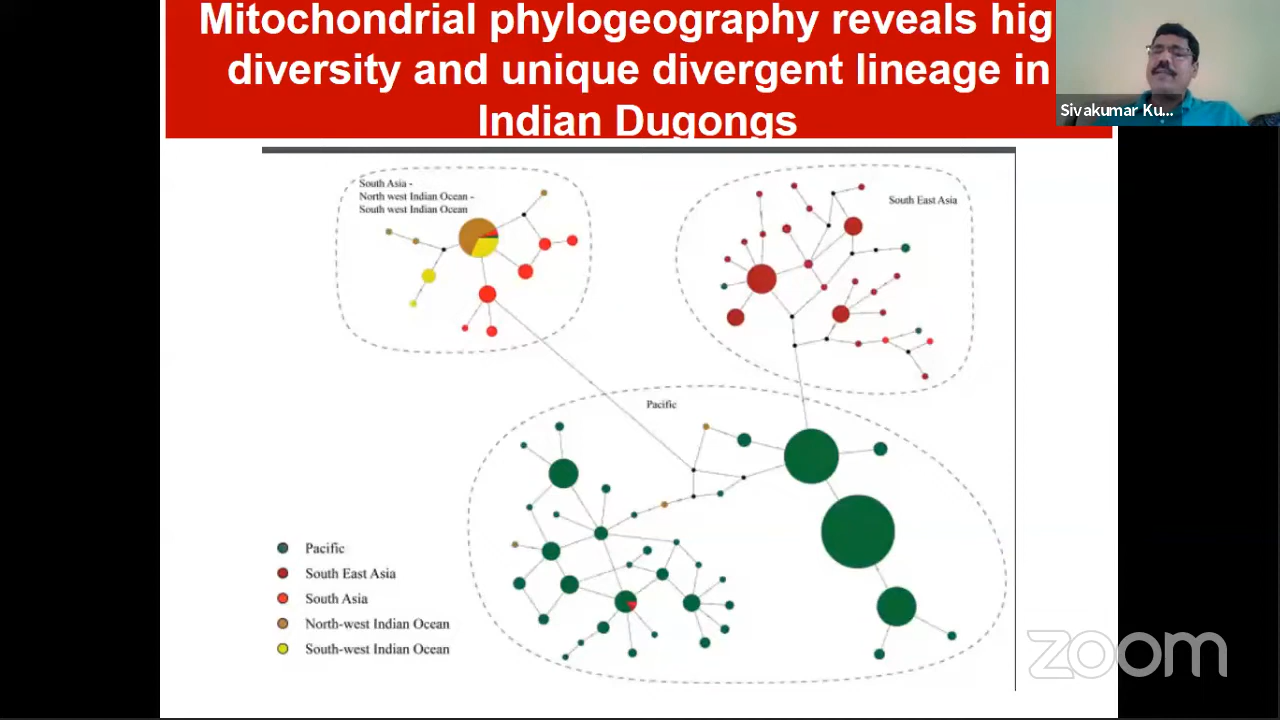 Mitochondrial phylogeography reveals hig
diversity and unique divergent lineage in
Indian Dugongs
Sivakumar Ku...
South Asia -
North west Indian Ocean -
South west Indian Ocean
South East Asia
Pacific
Pacific
South East Asia
South Asia
North-west Indian Ocean
South-west Indian Ocean
zoom